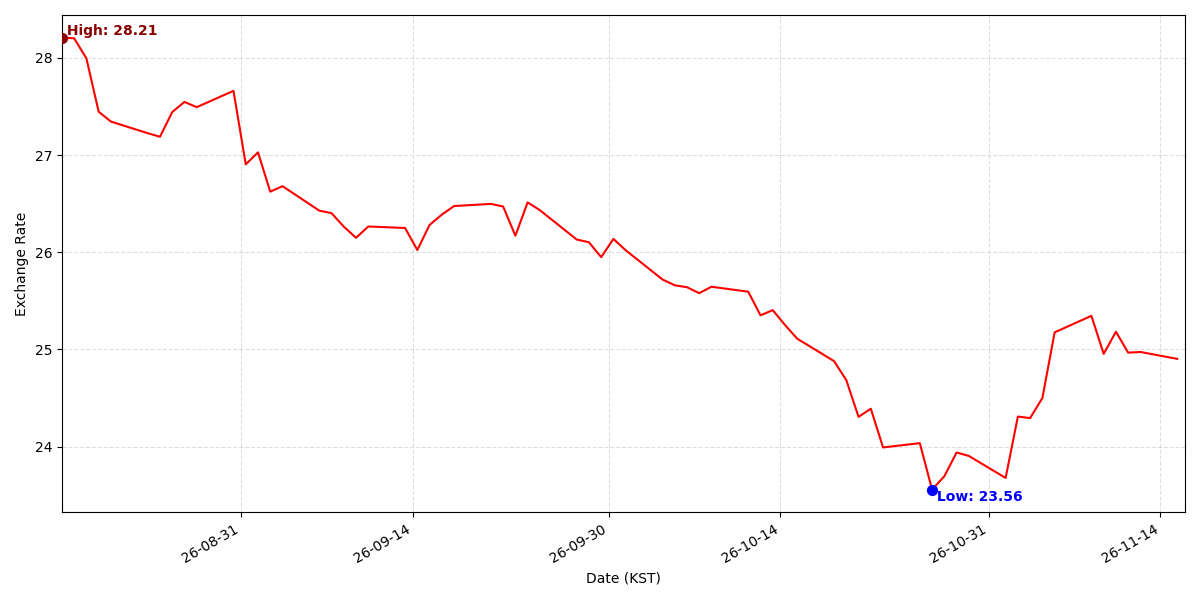 High: 28.21
28
27
26
25
24
Exchange Rate
Low: 23.56
26-08-31
26-09-14
26-09-30
26-10-14
26-10-31
26-11-14
Date (KST)